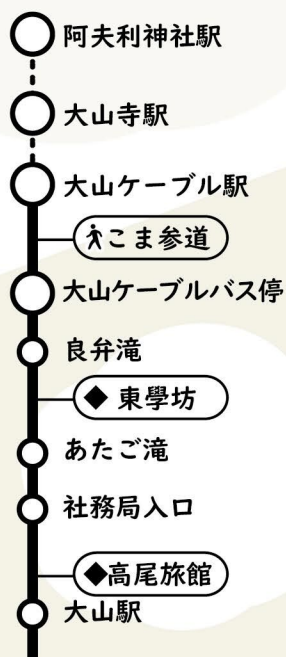 阿夫利神社駅
大山寺駅
大山ケーブル駅
こま参道
大山ケーブルバス停
良弁滝
◆ 東學坊
あたご滝
社務局入口
◆高尾旅館
大山駅